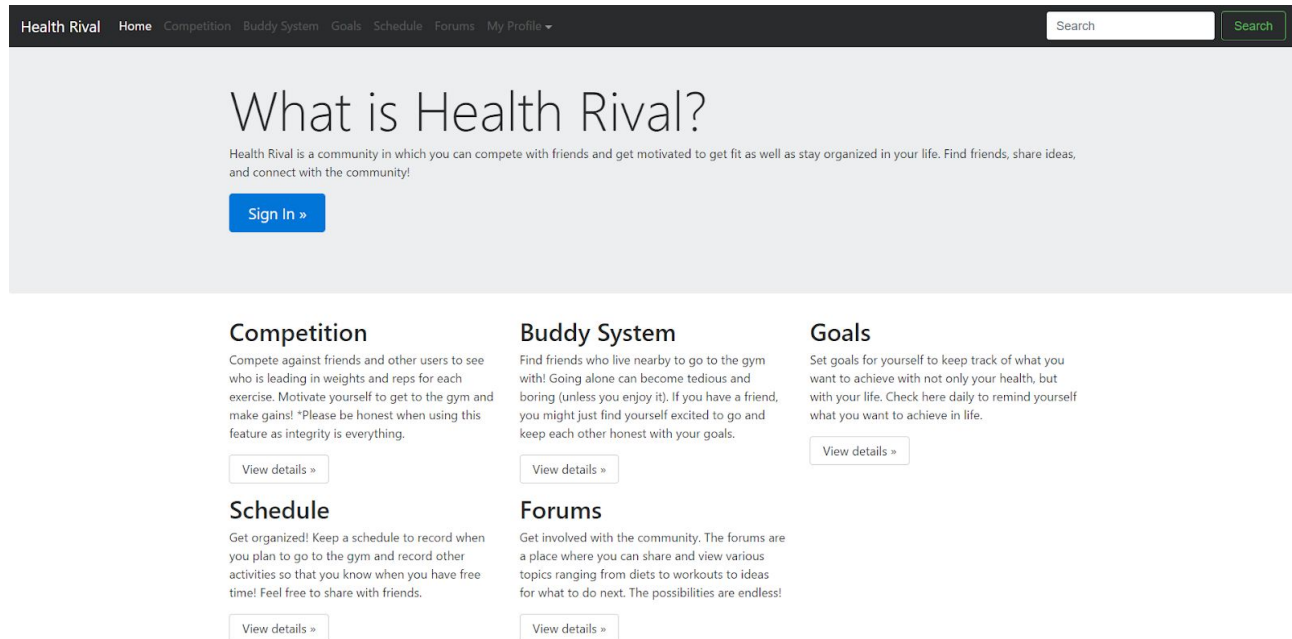 Health Rival Home Competition Buddy System Goals Schedule Forums My Profile Search Search
What is Health Rival?
Health Rival is a community in which you can compete with friends and get motivated to get fit as well as stay organized in your life. Find friends, share ideas,
and connect with the community!
Sign In »
Competition
Compete against friends and other users to see
who is leading in weights and reps for each
exercise. Motivate yourself to get to the gym and
make gains! *Please be honest when using this
feature as integrity is everything.
View details »
Buddy System
Find friends who live nearby to go to the gym
with! Going alone can become tedious and
boring (unless you enjoy it). If you have a friend,
you might just find yourself excited to go and
keep each other honest with your goals.
View details »
Goals
Set goals for yourself to keep track of what you
want to achieve with not only your health, but
with your life. Check here daily to remind yourself
what you want to achieve in life.
View details »
Schedule
Get organized! Keep a schedule to record when
you plan to go to the gym and record other
activities so that you know when you have free
time! Feel free to share with friends.
View details »
Forums
Get involved with the community. The forums are
a place where you can share and view various
topics ranging from diets to workouts to ideas
for what to do next. The possibilities are endless!
View details »